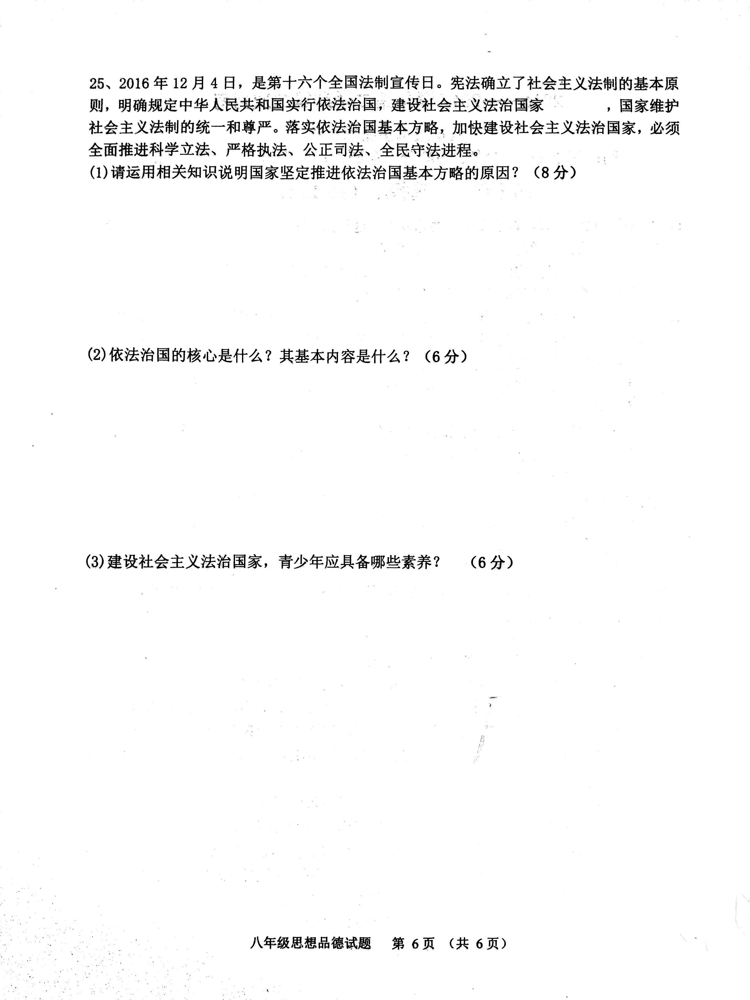 25、2016年12月4日，是第十六个全国法制宣传日。宪法确立了社会主义法制的基本原
则，明确规定中华人民共和国实行依法治国，建设社会主义法治国家，国家维护
社会主义法制的统一和尊严。落实依法治国基本方略，加快建设社会主义法治国家，必须
全面推进科学立法、严格执法、公正司法、全民守法进程。
(1)请运用相关知识说明国家坚定推进依法治国基本方略的原因？（8分）
(2)依法治国的核心是什么？其基本内容是什么？（6分）
(3)建设社会主义法治国家，青少年应具备哪些素养？（6分）
八年级思想品德试题 第 6页 （共 6页）